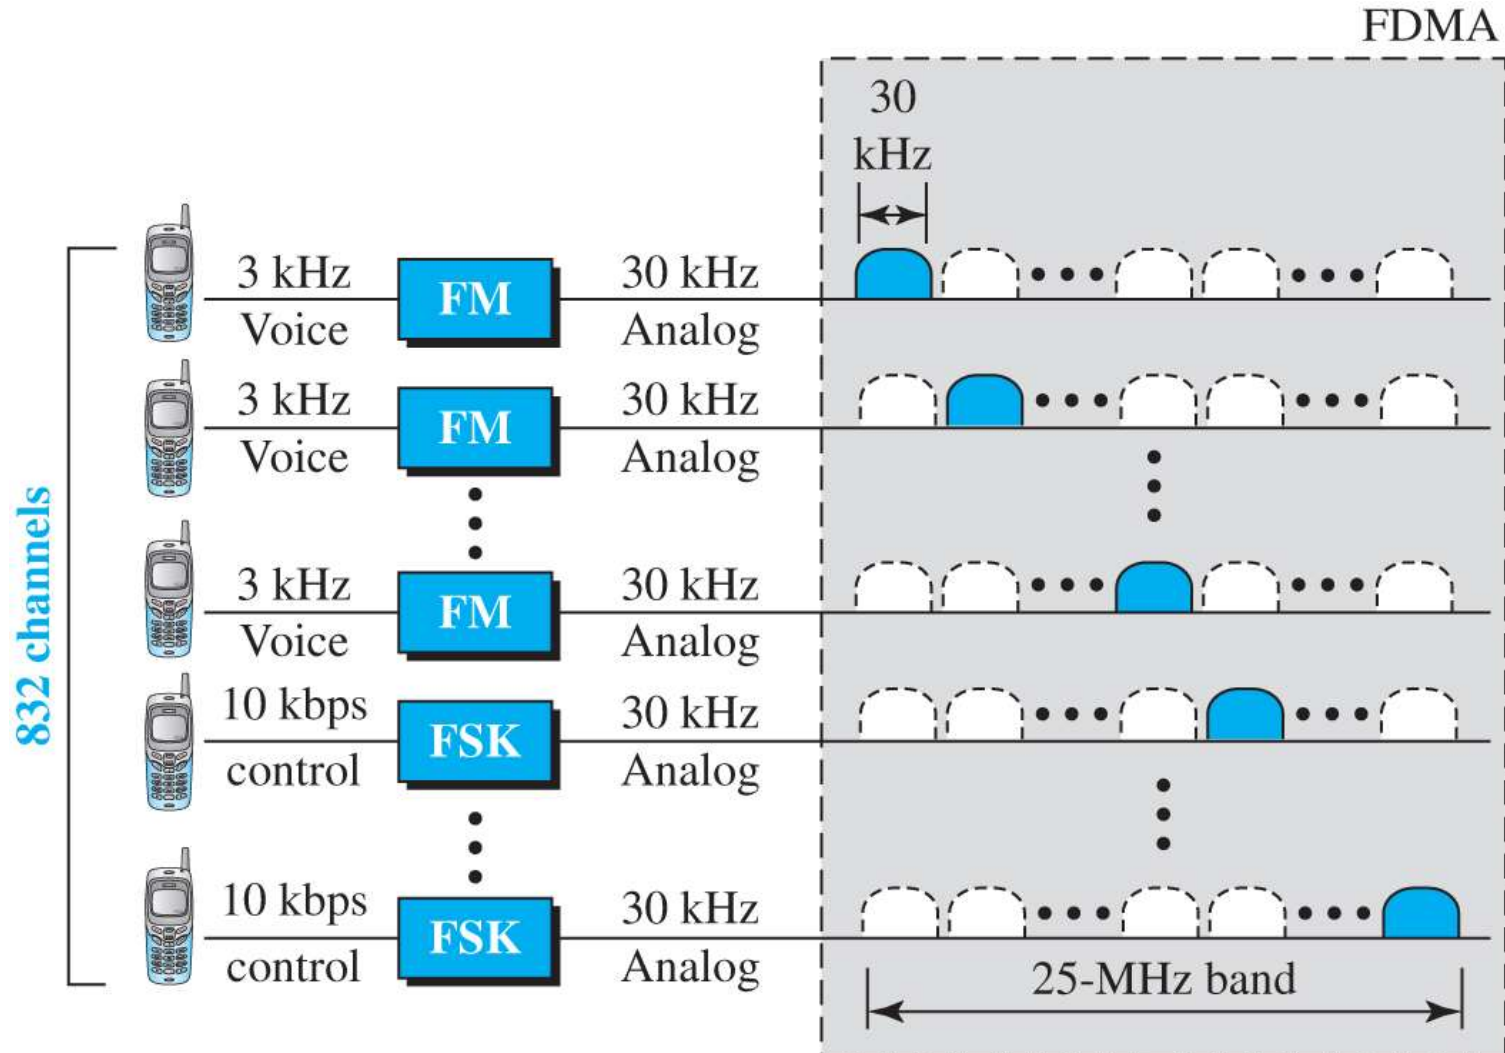 FDMA
30
kHz
832 channels
3 kHz
Voice
FM
30 kHz
Analog
3 kHz
Voice
FM
30 kHz
Analog
3 kHz
Voice
FM
30 kHz
Analog
10 kbps
control
FSK
30 kHz
Analog
10 kbps
control
FSK
30 kHz
Analog
25-MHz band